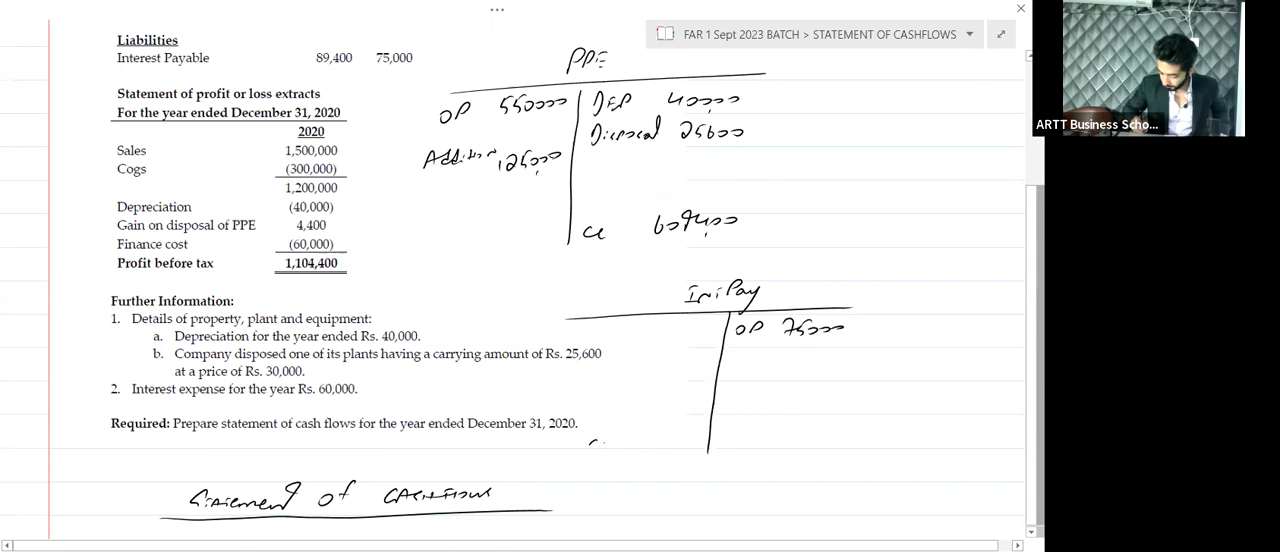 FAR 1 Sept 2023 BATCH > STATEMENT OF CASHFLOWS
ARTT Business Scho...
Liabilities
Interest Payable 89,400 75,000
Statement of profit or loss extracts
For the year ended December 31, 2020
2020
Sales 1,500,000
Cogs (300,000)
1,200,000
Depreciation (40,000)
Gain on disposal of PPE 4,400
Finance cost (60,000)
Profit before tax 1,104,400
Further Information:
1. Details of property, plant and equipment:
a. Depreciation for the year ended Rs. 40,000.
b. Company disposed one of its plants having a carrying amount of Rs. 25,600
at a price of Rs. 30,000.
2. Interest expense for the year Rs. 60,000.
Required: Prepare statement of cash flows for the year ended December 31, 2020.
PPE
OP 550000 DEP 40,000
Disposal 25600
Addition 125,000
CL 609400
Int Pay
OP 75000
Statement of CASHFLOWS